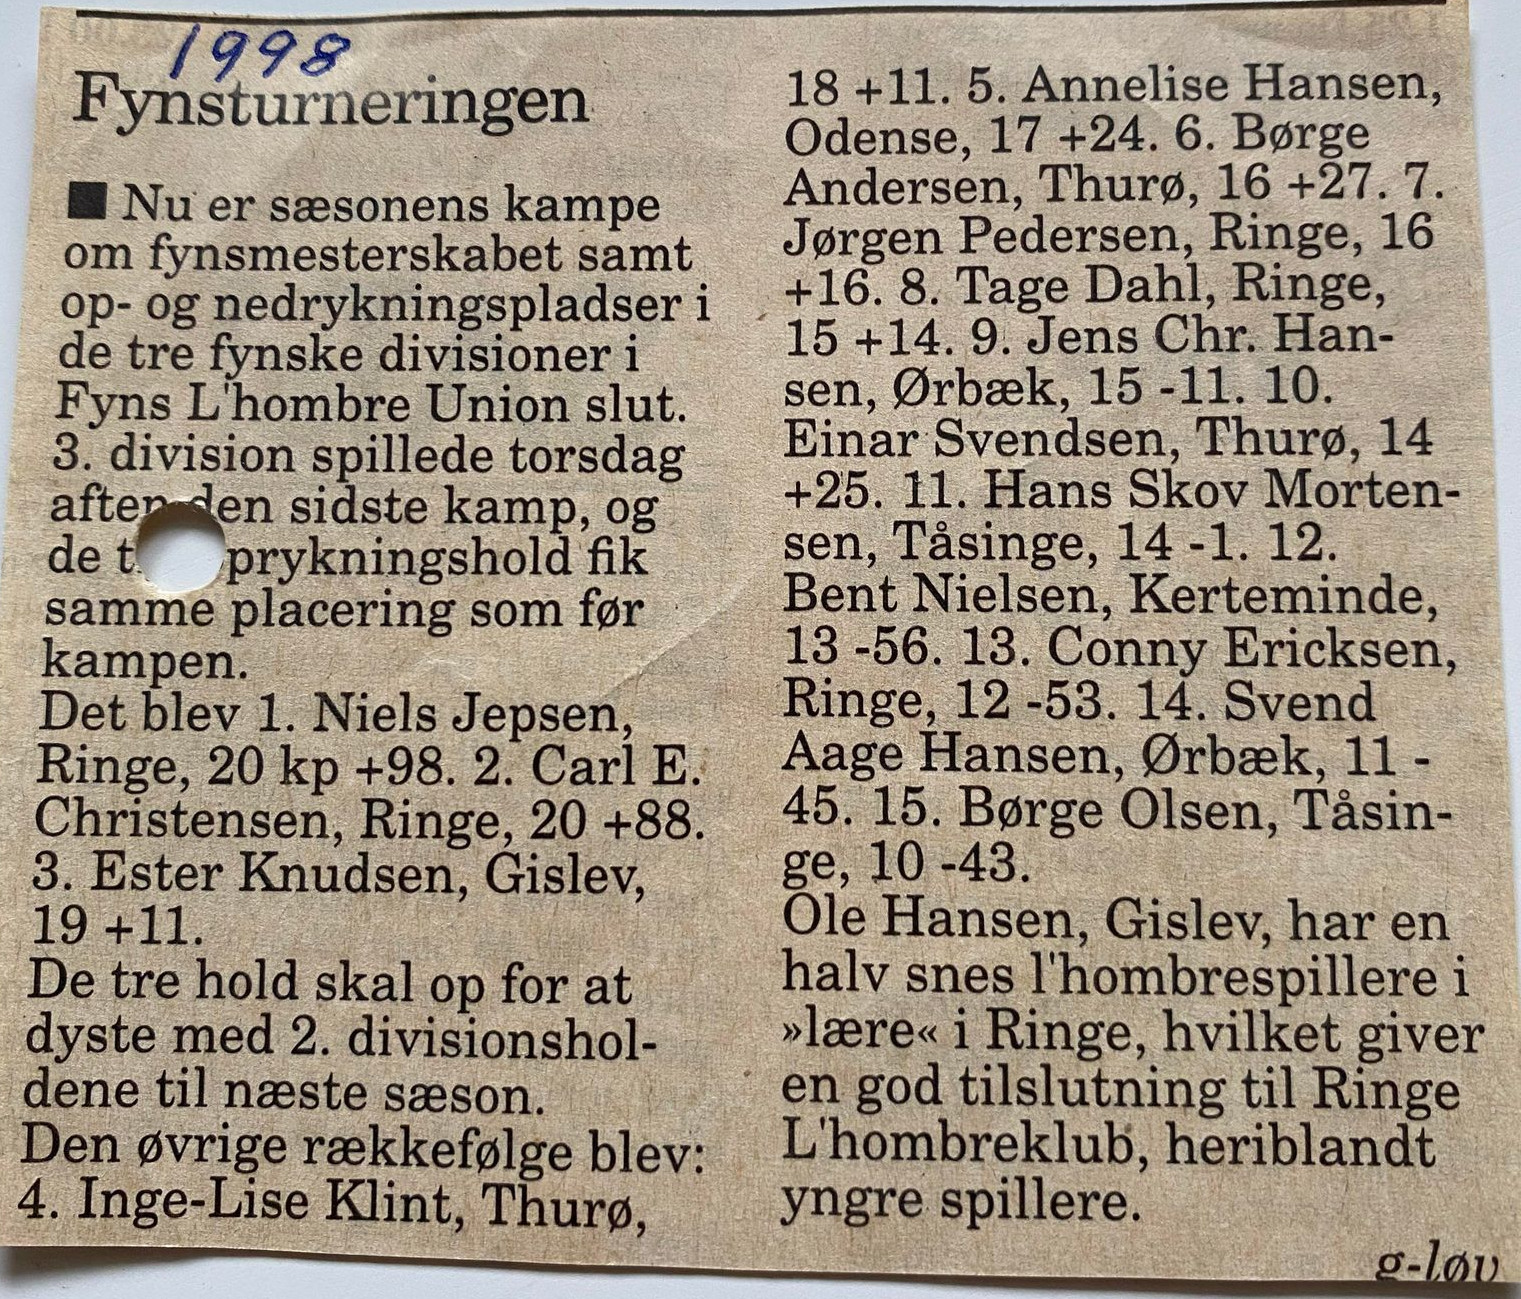 1998
Fynsturneringen
■ Nu er sæsonens kampe
om fynsmesterskabet samt
op- og nedrykningspladser i
de tre fynske divisioner i
Fyns L'hombre Union slut.
3. division spillede torsdag
aften den sidste kamp, og
de fik
samme placering som før
kampen.
Det blev 1. Niels Jepsen,
Ringe, 20 kp +98. 2. Carl E.
Christensen, Ringe, 20 +88.
3. Ester Knudsen, Gislev,
19 +11.
De tre hold skal op for at
dyste med 2. divisionshol-
dene til næste sæson.
Den øvrige rækkefølge blev:
4. Inge-Lise Klint, Thurø,
18 +11. 5. Annelise Hansen,
Odense, 17 +24. 6. Børge
Andersen, Thurø, 16 +27. 7.
Jørgen Pedersen, Ringe, 16
+16. 8. Tage Dahl, Ringe,
15 +14. 9. Jens Chr. Han-
sen, Ørbæk, 15 -11. 10.
Einar Svendsen, Thurø, 14
+25. 11. Hans Skov Morten-
sen, Tåsinge, 14 -1. 12.
Bent Nielsen, Kerteminde,
13 -56. 13. Conny Ericksen,
Ringe, 12 -53. 14. Svend
Aage Hansen, Ørbæk, 11 -
45. 15. Børge Olsen, Tåsin-
ge, 10 -43.
Ole Hansen, Gislev, har en
halv snes l'hombrespillere i
»lære« i Ringe, hvilket giver
en god tilslutning til Ringe
L'hombreklub, heriblandt
yngre spillere.
g-løv